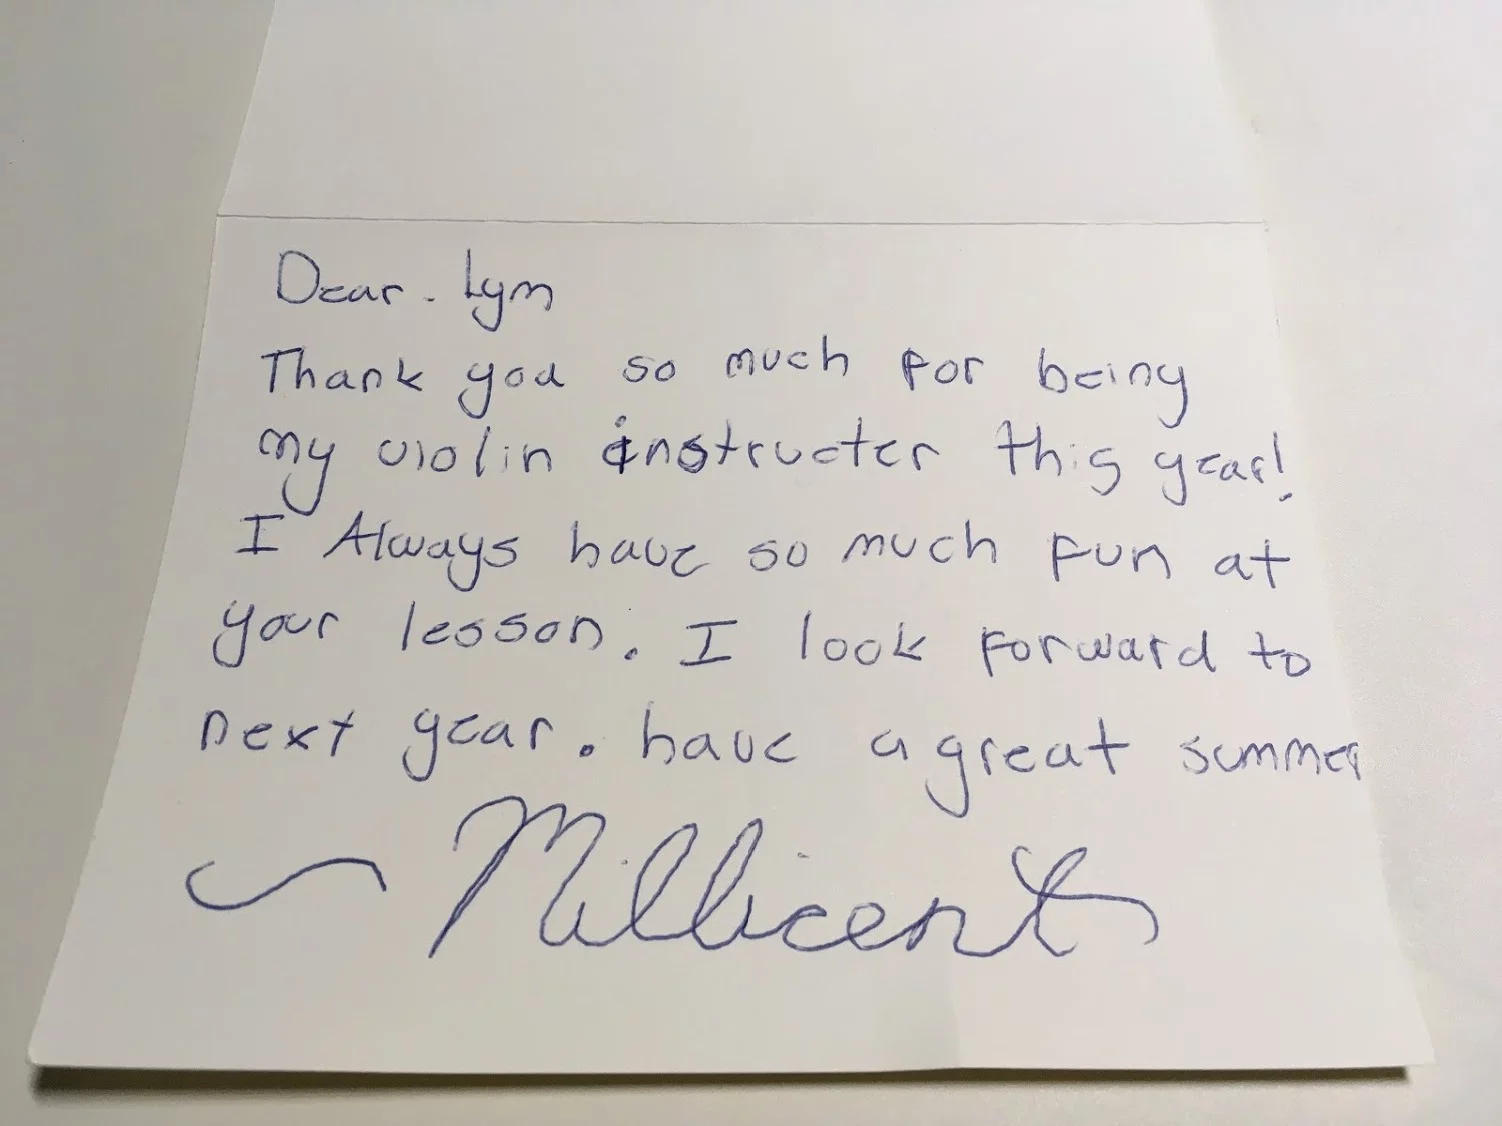 Dear. Lym
Thank you so much for being
my violin instructer this year!
I Always have so much fun at
your lesson. I look forward to
next year. have a great summer
~ Millicent